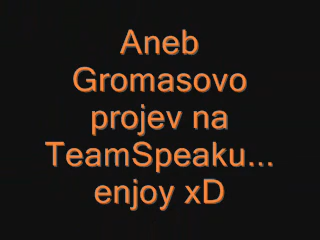 Aneb
Gromasovo
projev na
TeamSpeaku...
enjoy xD